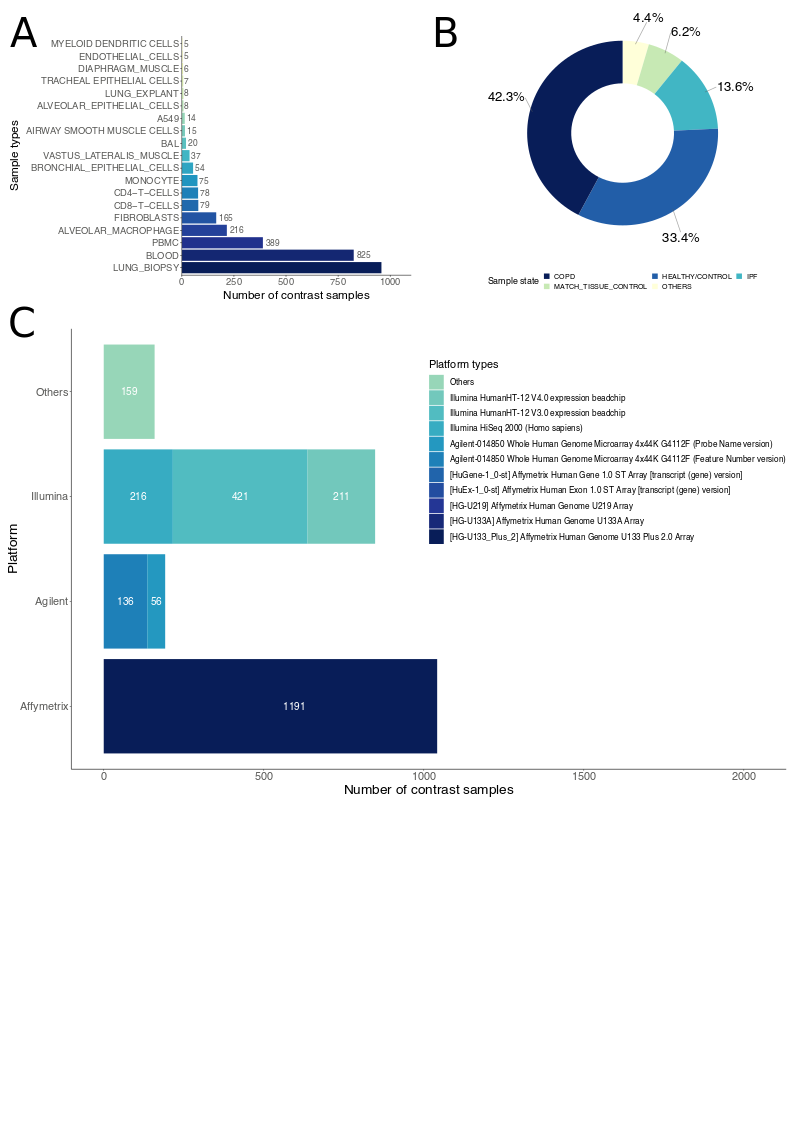 A
MYELOID DENDRITIC CELLS 5
ENDOTHELIAL_CELLS 5
DIAPHRAGM_MUSCLE 6
TRACHEAL EPITHELIAL CELLS 7
LUNG_EXPLANT 8
ALVEOLAR_EPITHELIAL_CELLS 8
A549 14
AIRWAY SMOOTH MUSCLE CELLS 15
BAL 20
VASTUS_LATERALIS_MUSCLE 37
BRONCHIAL_EPITHELIAL_CELLS 54
MONOCYTE 75
CD4−T−CELLS 78
CD8−T−CELLS 79
FIBROBLASTS 165
ALVEOLAR_MACROPHAGE 216
PBMC 389
BLOOD 825
LUNG_BIOPSY
0 250 500 750 1000
Number of contrast samples
Sample types
B
4.4%
6.2%
13.6%
33.4%
42.3%
Sample state COPD HEALTHY/CONTROL IPF
MATCH_TISSUE_CONTROL OTHERS
C
Platform
Others 159
Illumina 216 421 211
Agilent 136 56
Affymetrix 1191
0 500 1000 1500 2000
Number of contrast samples
Platform types
Others
Illumina HumanHT-12 V4.0 expression beadchip
Illumina HumanHT-12 V3.0 expression beadchip
Illumina HiSeq 2000 (Homo sapiens)
Agilent-014850 Whole Human Genome Microarray 4x44K G4112F (Probe Name version)
Agilent-014850 Whole Human Genome Microarray 4x44K G4112F (Feature Number version)
[HuGene-1_0-st] Affymetrix Human Gene 1.0 ST Array [transcript (gene) version]
[HuEx-1_0-st] Affymetrix Human Exon 1.0 ST Array [transcript (gene) version]
[HG-U219] Affymetrix Human Genome U219 Array
[HG-U133A] Affymetrix Human Genome U133A Array
[HG-U133_Plus_2] Affymetrix Human Genome U133 Plus 2.0 Array